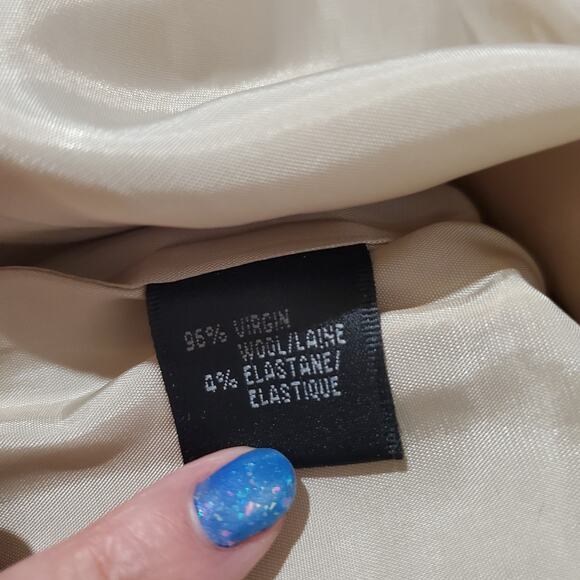 96% VIRGIN
WOOL/LAINE
4% ELASTANE/
ELASTIQUE